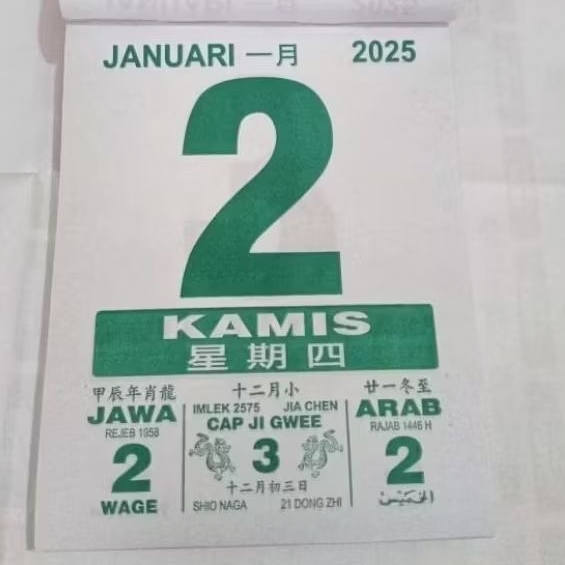 JANUARI 一月 2025
2
KAMIS
星期四
甲辰年肖龍
JAWA
REJEB 1958
2
WAGE
十二月小
IMLEK 2575 JIA CHEN
CAP JI GWEE
3
十二月初三日
SHIO NAGA 21 DONG ZHI
廿一冬至
ARAB
RAJAB 1446 H
2
الخميس